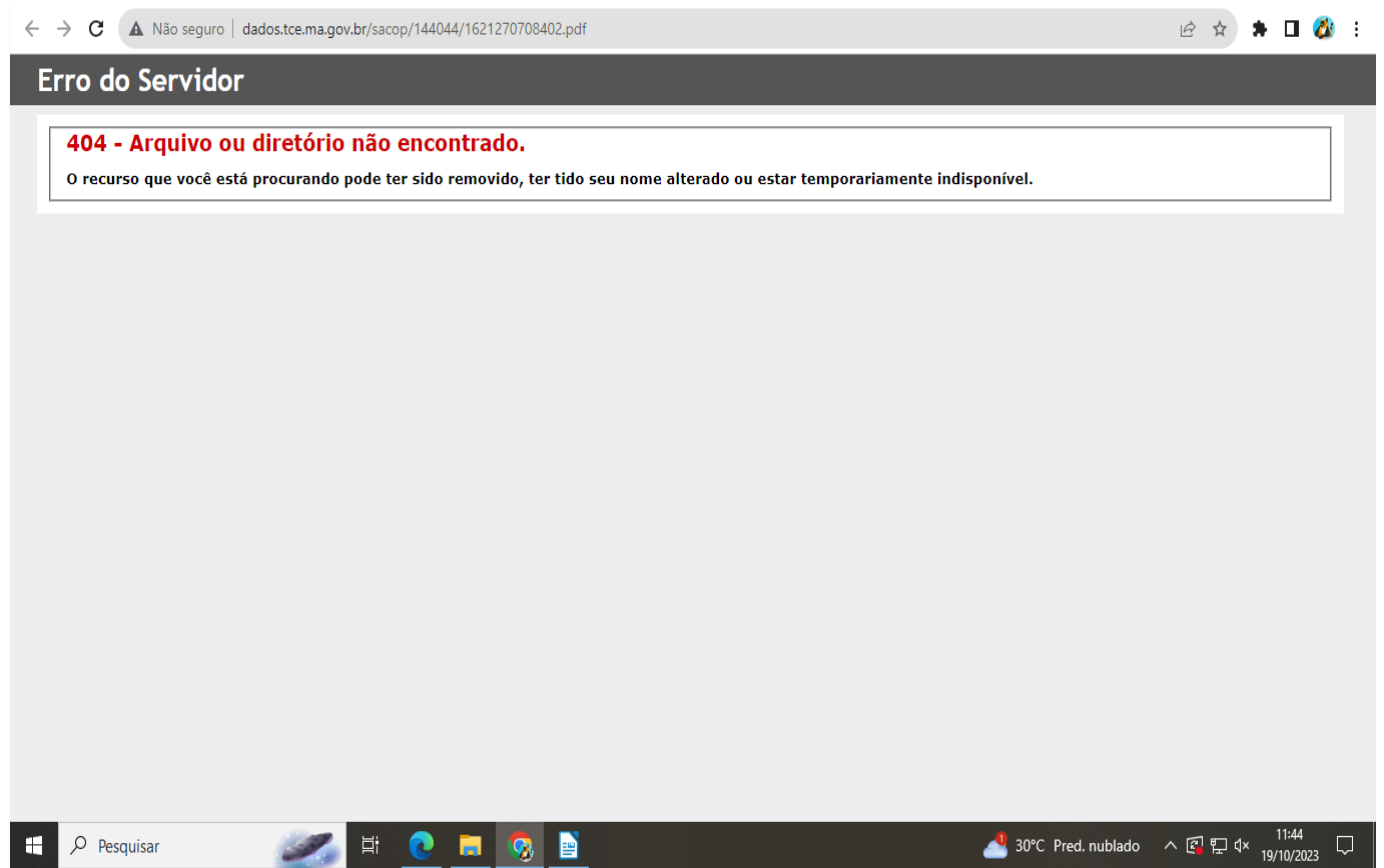 Não seguro | dados.tce.ma.gov.br/sacop/144044/1621270708402.pdf
Erro do Servidor
404 - Arquivo ou diretório não encontrado.
O recurso que você está procurando pode ter sido removido, ter tido seu nome alterado ou estar temporariamente indisponível.
Pesquisar
1
30°C Pred. nublado
11:44
19/10/2023